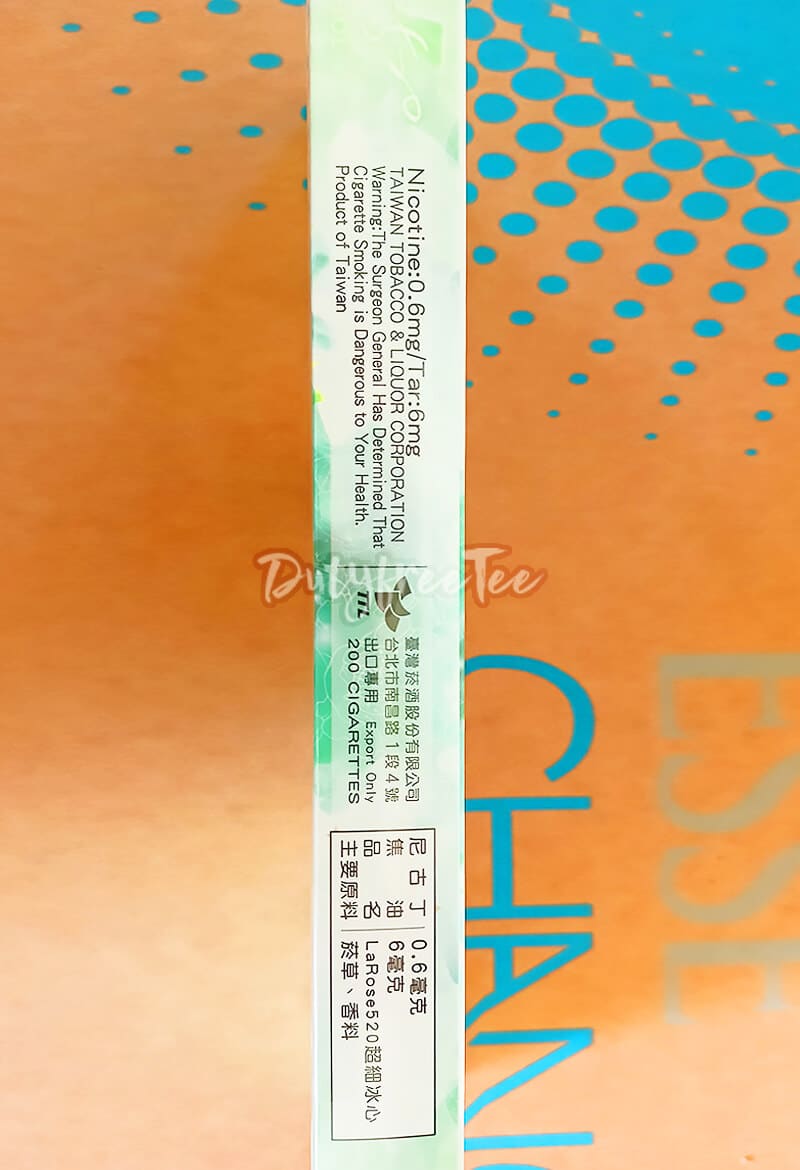 Nicotine:0.6mg/Tar:6mg
TAIWAN TOBACCO & LIQUOR CORPORATION
Warning:The Surgeon General Has Determined That
Cigarette Smoking is Dangerous to Your Health.
Product of Taiwan
TTL
臺灣菸酒股份有限公司
台北市南昌路1段4號
出口專用 Export Only
200 CIGARETTES
尼古丁 0.6毫克
焦油 6毫克
品名 LaRose520超細冰心
主要原料 菸草、香料
DutyfreeTee
ESSE
CHANG